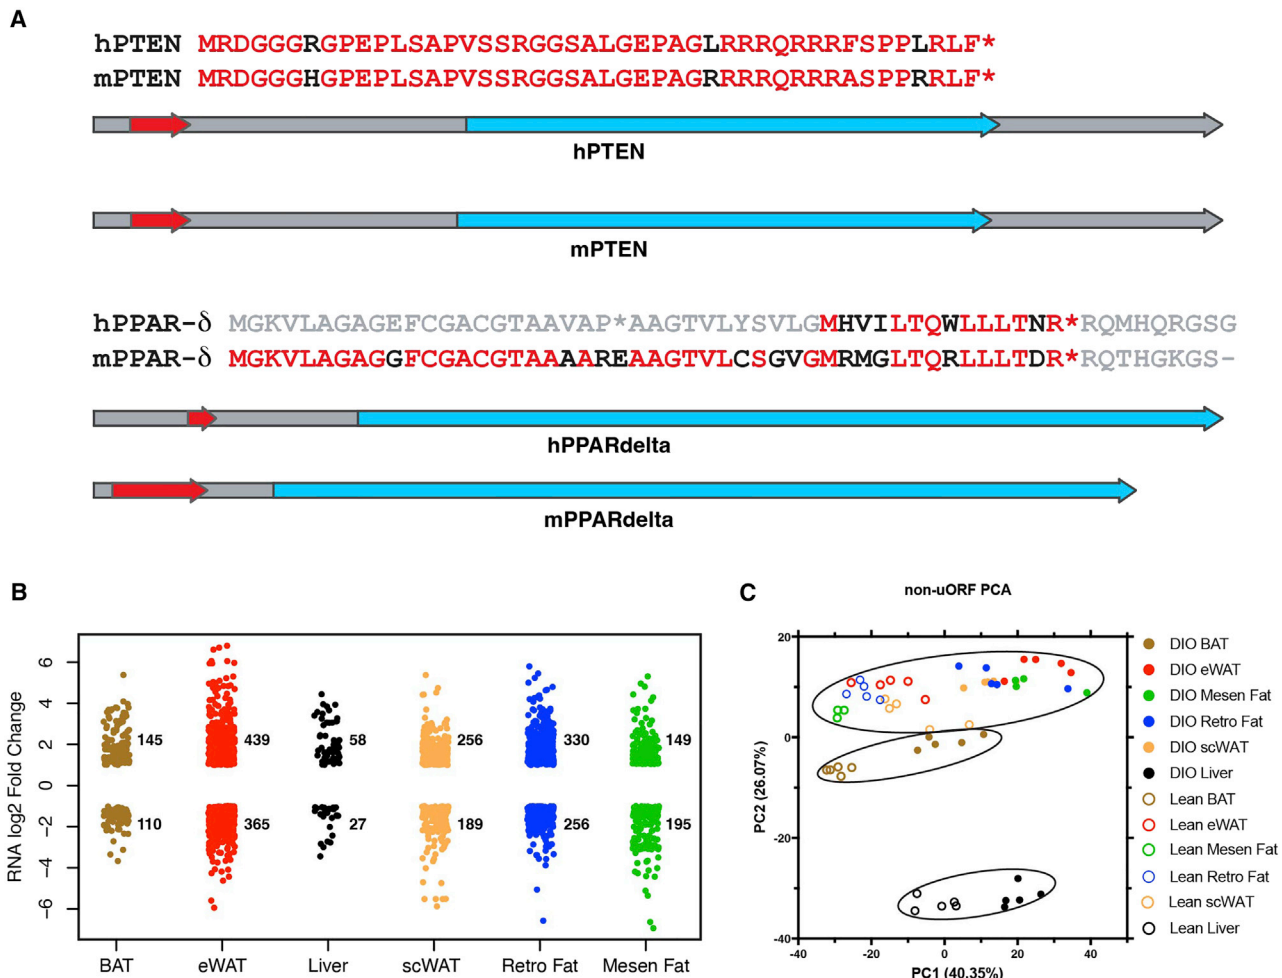 A
hPTEN MRDGGGRGPEPLSAPVSSRGGSALGEPAGLRRRQRRRFSPPLRLF*
mPTEN MRDGGGHGPEPLSAPVSSRGGSALGEPAGRRRRQRRRASPPRRLF*
hPTEN
mPTEN
hPPAR-δ MGKVLAGAGEFCGACGTAAVAP*AAGTVLYSVLGMHVILTQWLLLTNR*RQMHQRGSG
mPPAR-δ MGKVLAGAGGFCGACGTAAAAREAAGTVLCSGVGMRMGLTQRLLLTDR*RQTHGKGS-
hPPARdelta
mPPARdelta
B
RNA log2 Fold Change
6
4
2
0
−2
−4
−6
145
439
58
256
330
149
110
365
27
189
256
195
BAT eWAT Liver scWAT Retro Fat Mesen Fat
C
non-uORF PCA
PC2 (26.07%)
20
0
-20
-40
-40 -20 0 20 40
PC1 (40.35%)
DIO BAT
DIO eWAT
DIO Mesen Fat
DIO Retro Fat
DIO scWAT
DIO Liver
Lean BAT
Lean eWAT
Lean Mesen Fat
Lean Retro Fat
Lean scWAT
Lean Liver